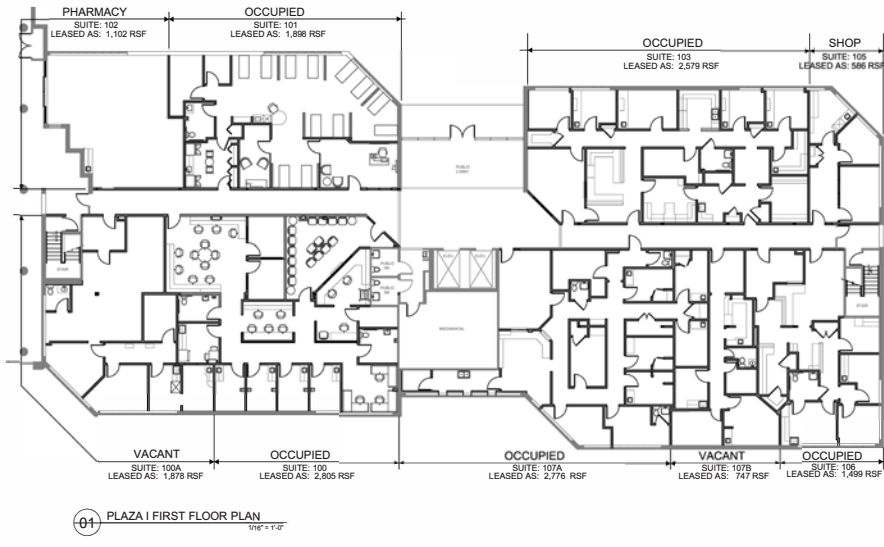 PHARMACY
SUITE: 102
LEASED AS: 1,102 RSF
OCCUPIED
SUITE: 101
LEASED AS: 1,898 RSF
OCCUPIED
SUITE: 103
LEASED AS: 2,579 RSF
SHOP
SUITE: 105
LEASED AS: 586 RSF
PUBLIC
LOBBY
STAIR
PUBLIC
PUBLIC
ELEV.
ELEV.
MECHANICAL
STAIR
VACANT
SUITE: 100A
LEASED AS: 1,878 RSF
OCCUPIED
SUITE: 100
LEASED AS: 2,805 RSF
OCCUPIED
SUITE: 107A
LEASED AS: 2,776 RSF
VACANT
SUITE: 107B
LEASED AS: 747 RSF
OCCUPIED
SUITE: 106
LEASED AS: 1,499 RSF
01 PLAZA I FIRST FLOOR PLAN
1/16" = 1'-0"